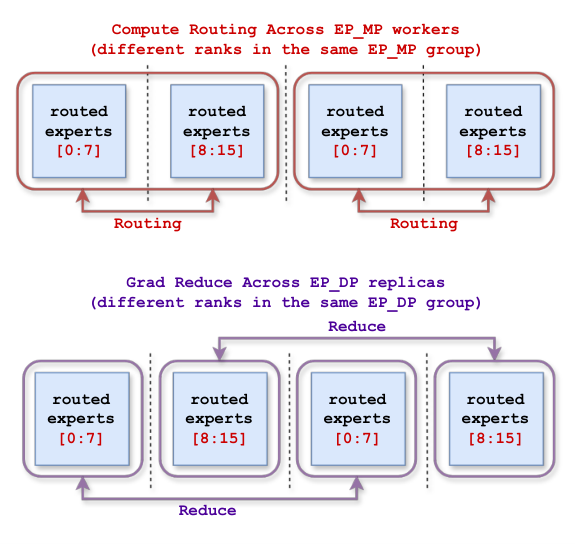 Compute Routing Across EP_MP workers
(different ranks in the same EP_MP group)
routed
experts
[0:7]
routed
experts
[8:15]
routed
experts
[0:7]
routed
experts
[8:15]
Routing
Routing
Grad Reduce Across EP_DP replicas
(different ranks in the same EP_DP group)
Reduce
routed
experts
[0:7]
routed
experts
[8:15]
routed
experts
[0:7]
routed
experts
[8:15]
Reduce